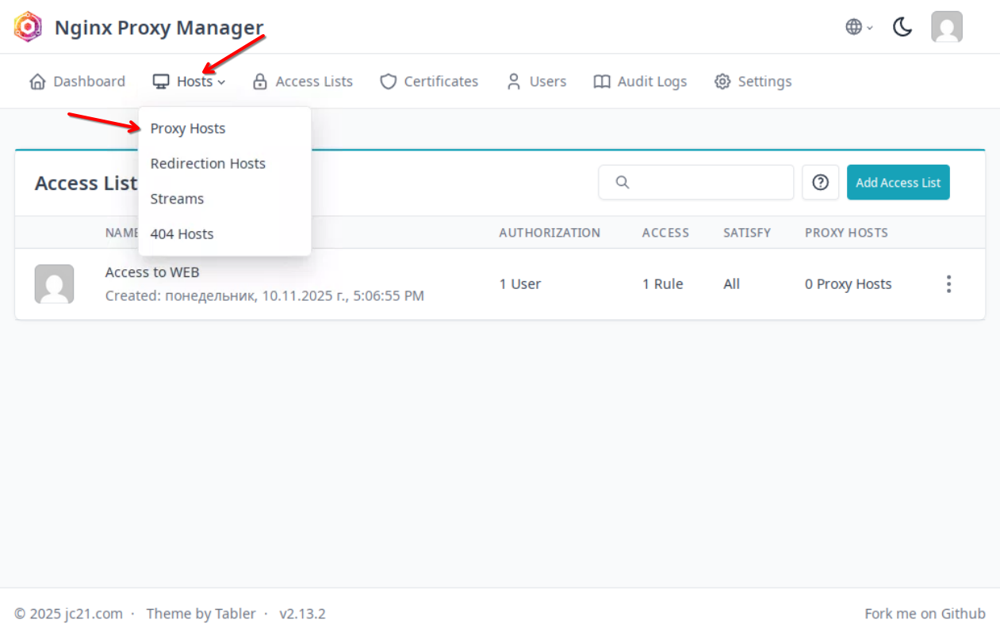 Nginx Proxy Manager
Dashboard Hosts Access Lists Certificates Users Audit Logs Settings
Proxy Hosts
Redirection Hosts
Streams
404 Hosts
Access List
Add Access List
NAME AUTHORIZATION ACCESS SATISFY PROXY HOSTS
Access to WEB
Created: понедельник, 10.11.2025 г., 5:06:55 PM
1 User 1 Rule All 0 Proxy Hosts
© 2025 jc21.com · Theme by Tabler · v2.13.2 Fork me on Github